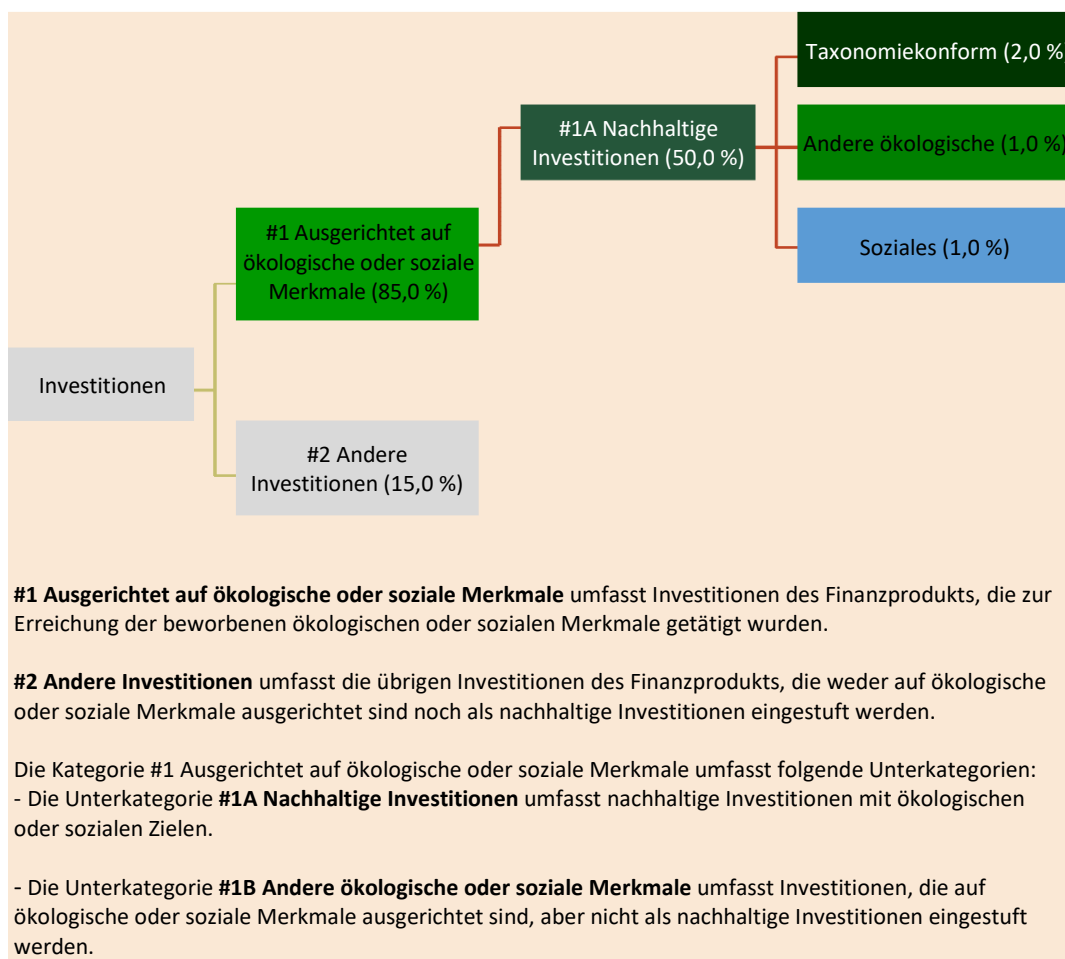 Taxonomiekonform (2,0 %)
#1A Nachhaltige
Investitionen (50,0 %)
Andere ökologische (1,0 %)
#1 Ausgerichtet auf
ökologische oder soziale
Merkmale (85,0 %)
Soziales (1,0 %)
Investitionen
#2 Andere
Investitionen (15,0 %)
#1 Ausgerichtet auf ökologische oder soziale Merkmale umfasst Investitionen des Finanzprodukts, die zur
Erreichung der beworbenen ökologischen oder sozialen Merkmale getätigt wurden.
#2 Andere Investitionen umfasst die übrigen Investitionen des Finanzprodukts, die weder auf ökologische
oder soziale Merkmale ausgerichtet sind noch als nachhaltige Investitionen eingestuft werden.
Die Kategorie #1 Ausgerichtet auf ökologische oder soziale Merkmale umfasst folgende Unterkategorien:
- Die Unterkategorie #1A Nachhaltige Investitionen umfasst nachhaltige Investitionen mit ökologischen
oder sozialen Zielen.
- Die Unterkategorie #1B Andere ökologische oder soziale Merkmale umfasst Investitionen, die auf
ökologische oder soziale Merkmale ausgerichtet sind, aber nicht als nachhaltige Investitionen eingestuft
werden.